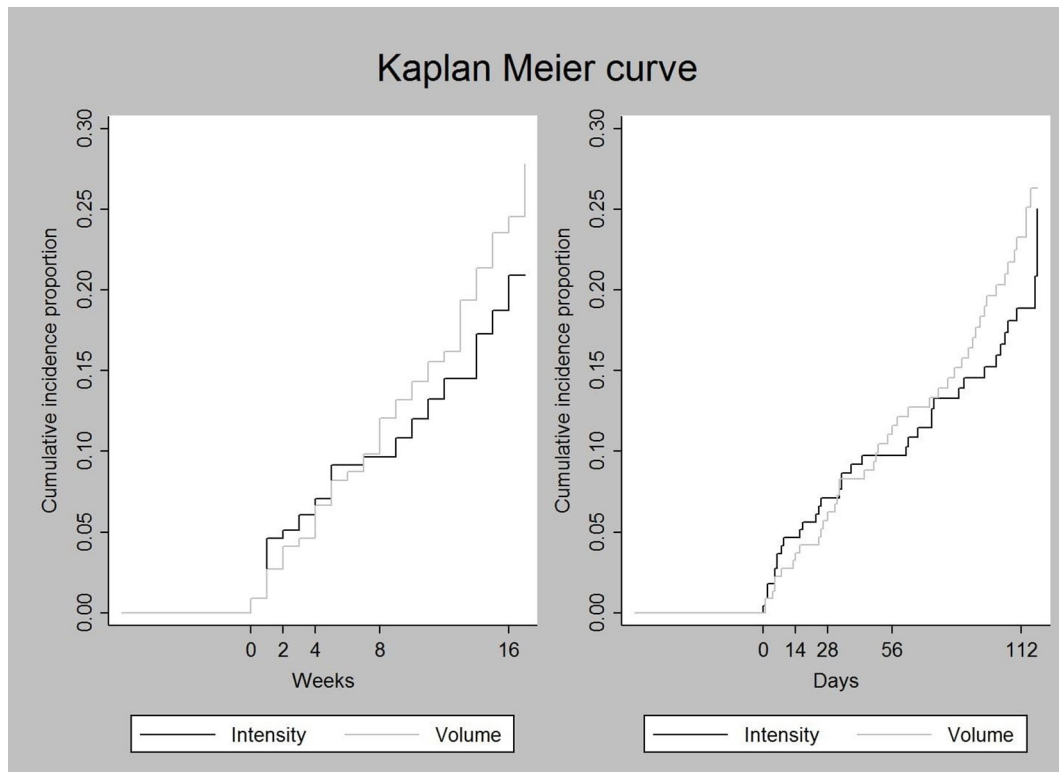 Kaplan Meier curve
Cumulative incidence proportion
0.30
0.25
0.20
0.15
0.10
0.05
0.00
0 2 4 8 16
Weeks
Intensity Volume
Cumulative incidence proportion
0.30
0.25
0.20
0.15
0.10
0.05
0.00
0 14 28 56 112
Days
Intensity Volume